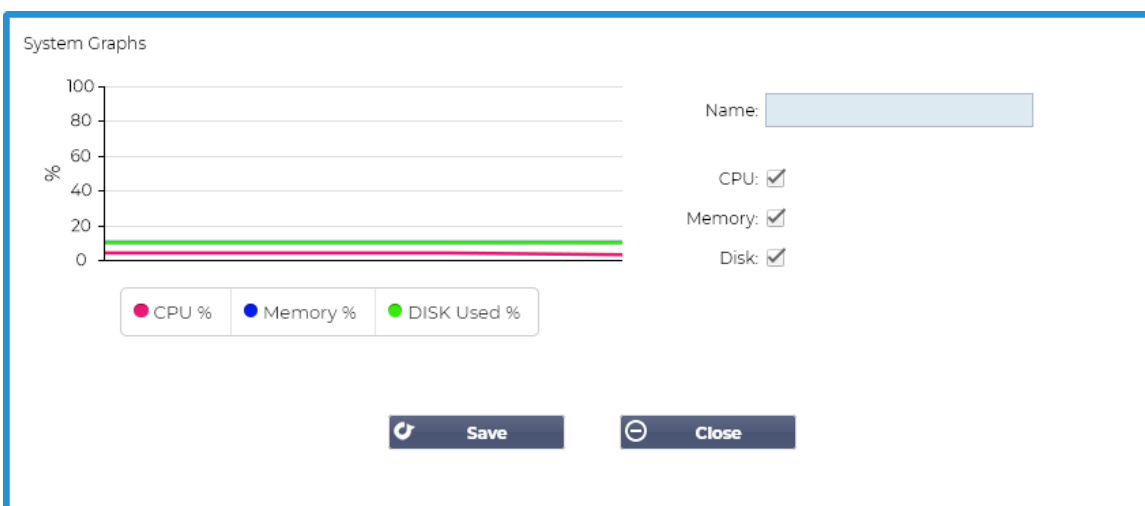 System Graphs
100
80
60
40
20
0
%
Name:
CPU:
Memory:
Disk:
CPU % Memory % DISK Used %
Save Close